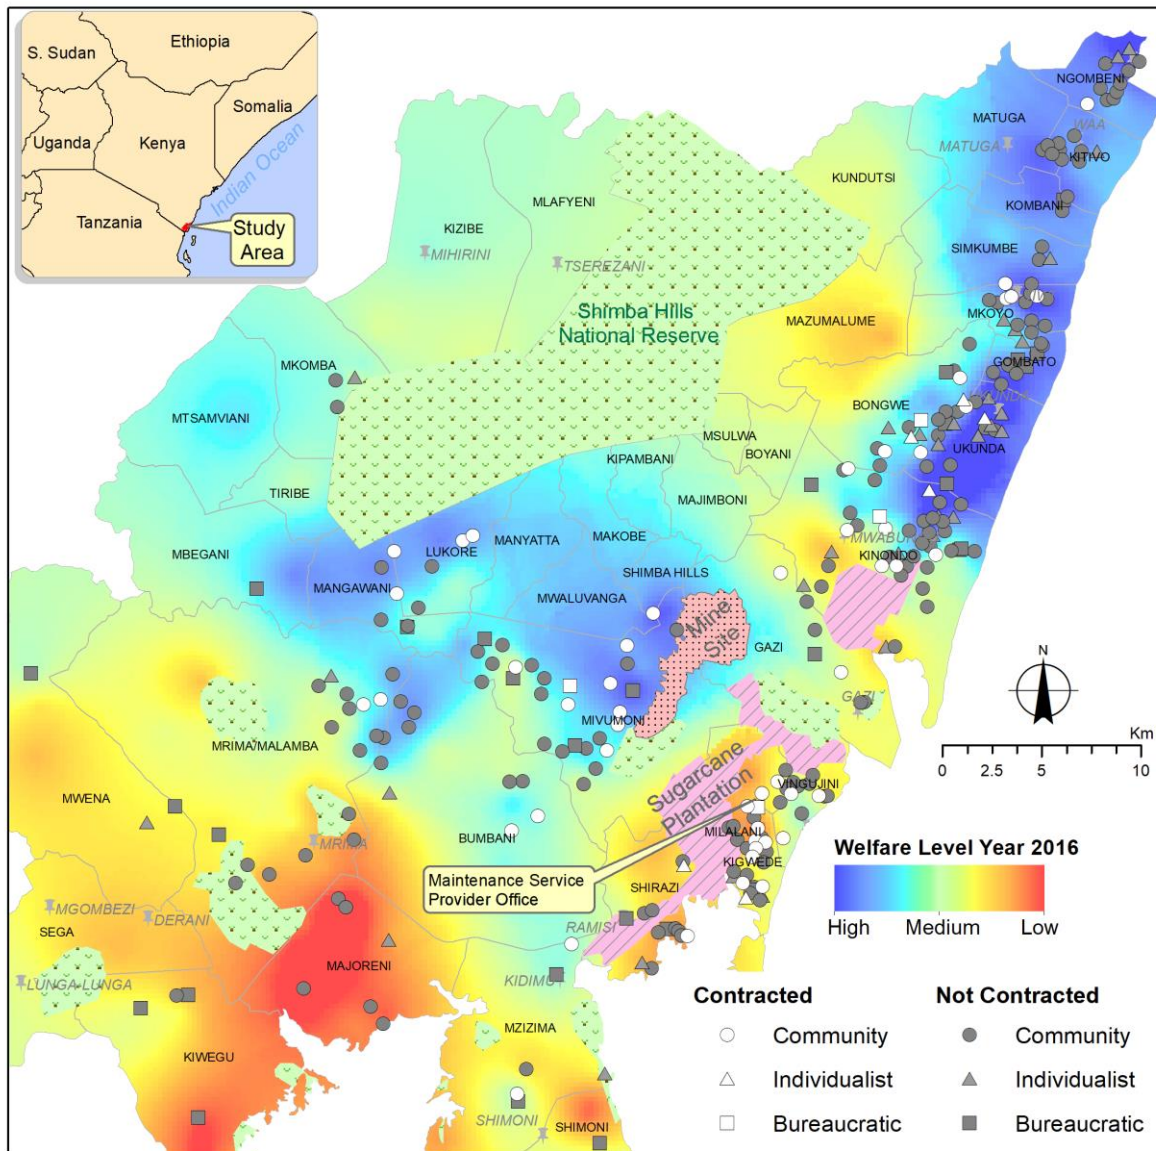 Ethiopia
S. Sudan
Somalia
Uganda
Kenya
Indian Ocean
Tanzania
Study
Area
NGOMBENI
MATUGA
WAA
MATUGA
KITIVO
KUNDUTSI
KOMBANI
MLAFYENI
KIZIBE
MIHIRINI
TSEREZANI
SIMKUMBE
Shimba Hills
National Reserve
MAZUMALUME
MKOYO
GOMBATO
MKOMBA
BONGWE
MTSAMVIANI
MSULWA
BOYANI
UKUNDA
KIPAMBANI
TIRIBE
MAJIMBONI
MBEGANI
LUKORE
MANYATTA
MAKOBE
MWABUNGU
KINONDO
SHIMBA HILLS
MANGAWANI
MWALUVANGA
Mine
Site
GAZI
N
GAZI
MIVUMONI
MRIMA/MALAMBA
Km
0
2.5
5
10
MWENA
Sugarcane
Plantation
VINGUJINI
BUMBANI
MRIMA
MILALANI
KIGWEDE
Welfare Level Year 2016
High
Medium
Low
Maintenance Service
Provider Office
SHIRAZI
MGOMBEZI
DERANI
SEGA
RAMISI
MAJORENI
LUNGA-LUNGA
KIDIMU
MZIZIMA
KIWEGU
SHIMONI
SHIMONI
Contracted
Not Contracted
Community
Community
Individualist
Individualist
Bureaucratic
Bureaucratic